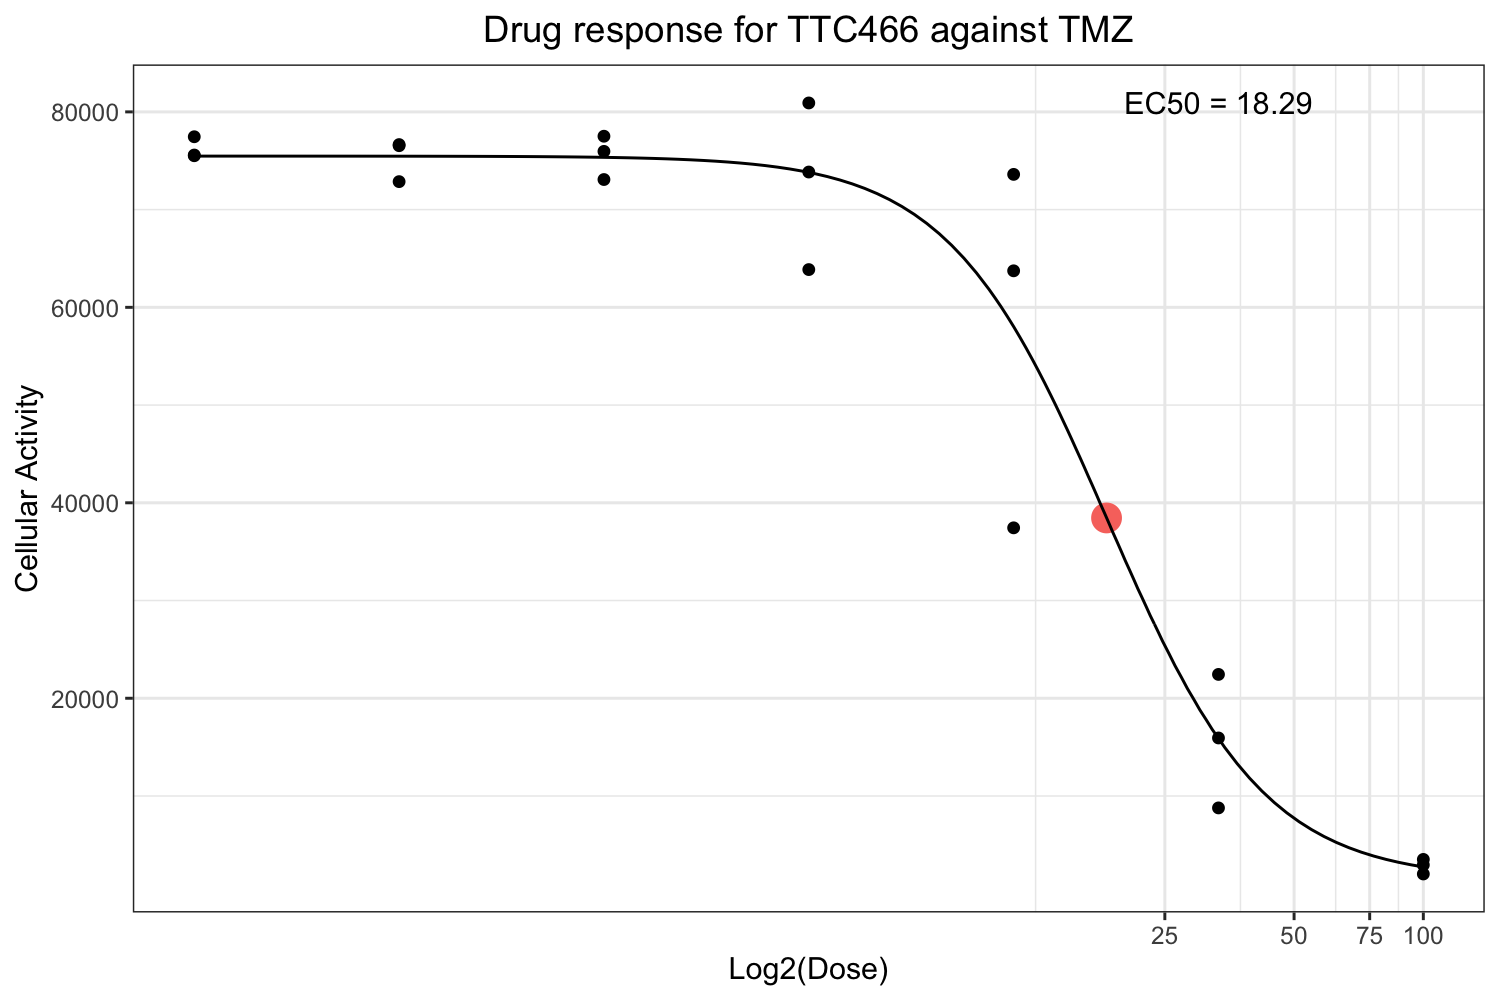 Drug response for TTC466 against TMZ
EC50 = 18.29
80000
60000
40000
20000
Cellular Activity
25 50 75 100
Log2(Dose)